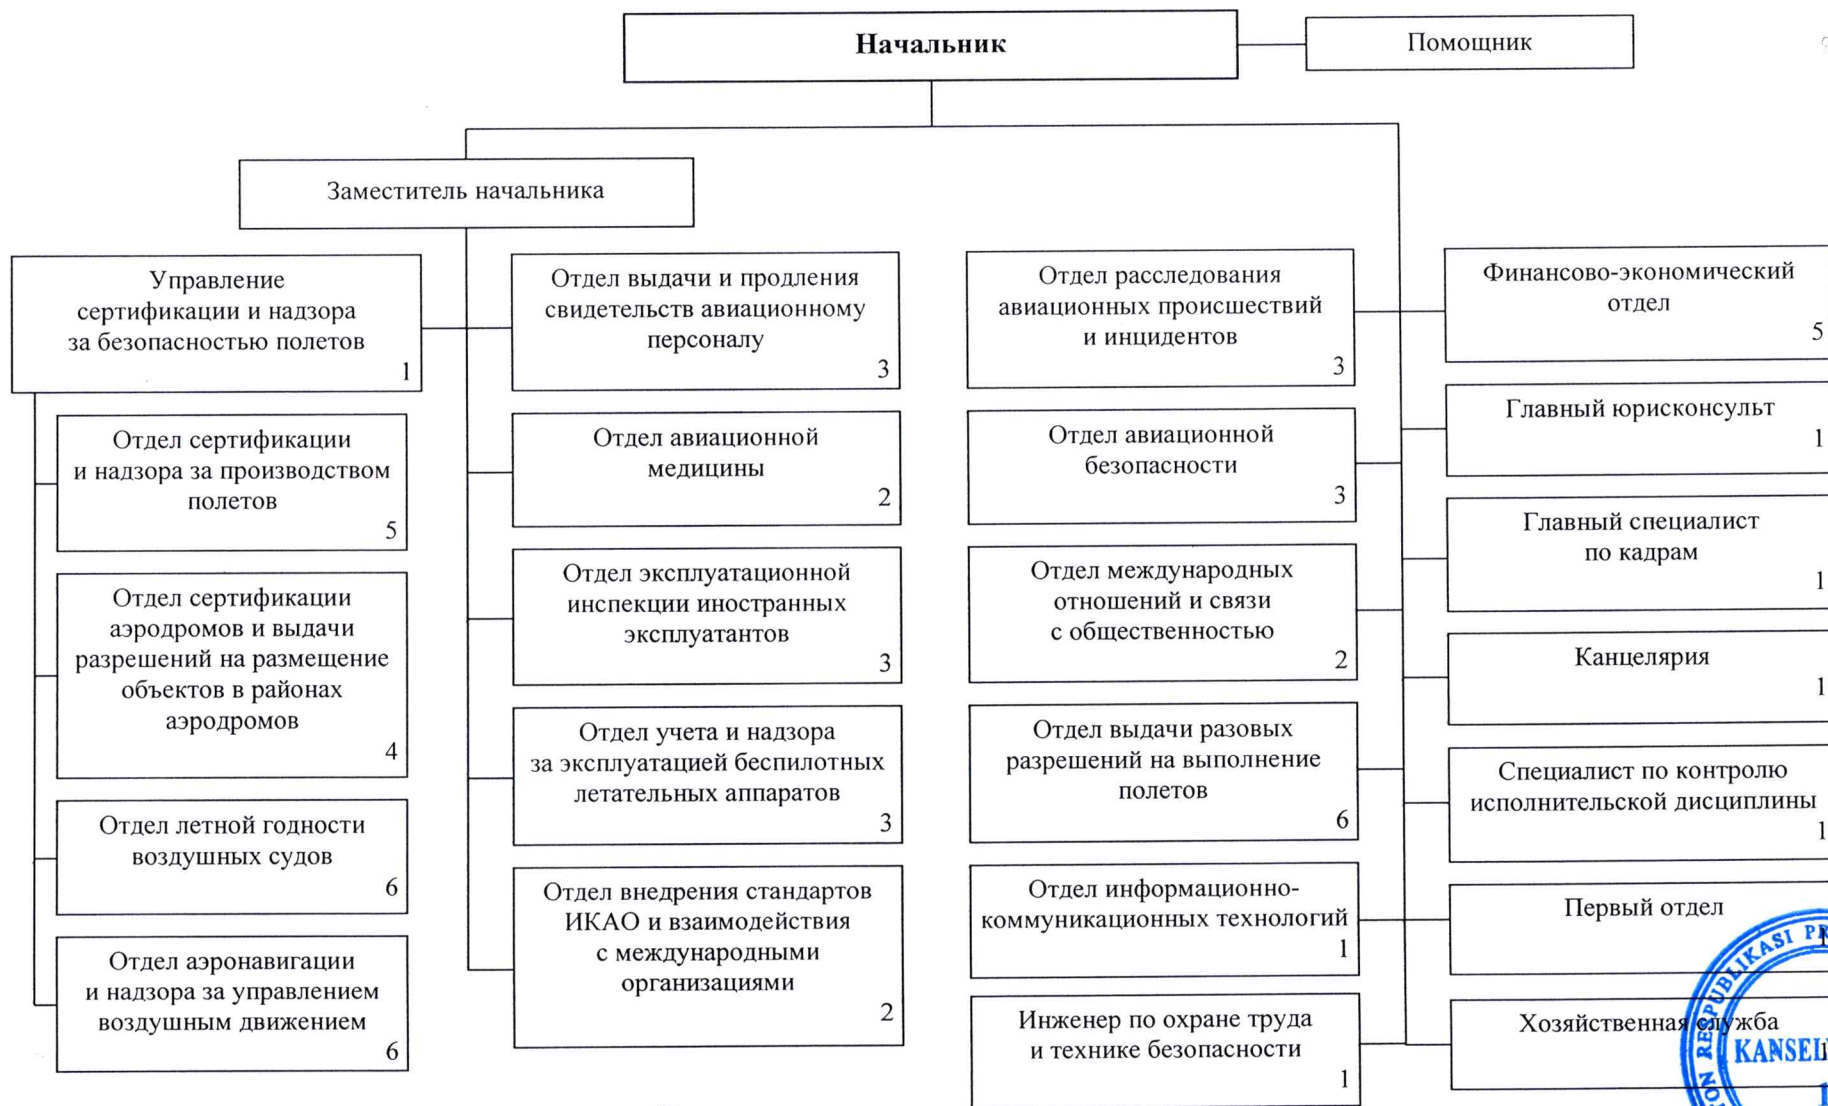 Начальник
Помощник
Заместитель начальника
Управление
сертификации и надзора
за безопасностью полетов
1
Отдел сертификации
и надзора за производством
полетов
5
Отдел сертификации
аэродромов и выдачи
разрешений на размещение
объектов в районах
аэродромов
4
Отдел летной годности
воздушных судов
6
Отдел аэронавигации
и надзора за управлением
воздушным движением
6
Отдел выдачи и продления
свидетельств авиационному
персоналу
3
Отдел авиационной
медицины
2
Отдел эксплуатационной
инспекции иностранных
эксплуатантов
3
Отдел учета и надзора
за эксплуатацией беспилотных
летательных аппаратов
3
Отдел внедрения стандартов
ИКАО и взаимодействия
с международными
организациями
2
Отдел расследования
авиационных происшествий
и инцидентов
3
Отдел авиационной
безопасности
3
Отдел международных
отношений и связи
с общественностью
2
Отдел выдачи разовых
разрешений на выполнение
полетов
6
Отдел информационно-
коммуникационных технологий
1
Инженер по охране труда
и технике безопасности
1
Финансово-экономический
отдел
5
Главный юрисконсульт
1
Главный специалист
по кадрам
1
Канцелярия
1
Специалист по контролю
исполнительской дисциплины
1
Первый отдел
1
Хозяйственная служба
1
RESPUBLIKASI